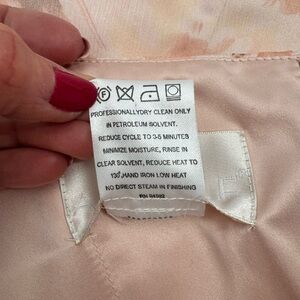 F
PROFESSIONALLYDRY CLEAN ONLY
IN PETROLEUM SOLVENT.
REDUCE CYCLE TO 3-5 MINUTES
MINIMIZE MOISTURE, RINSE IN
CLEAR SOLVENT, REDUCE HEAT TO
130°,HAND IRON LOW HEAT
NO DIRECT STEAM IN FINISHING